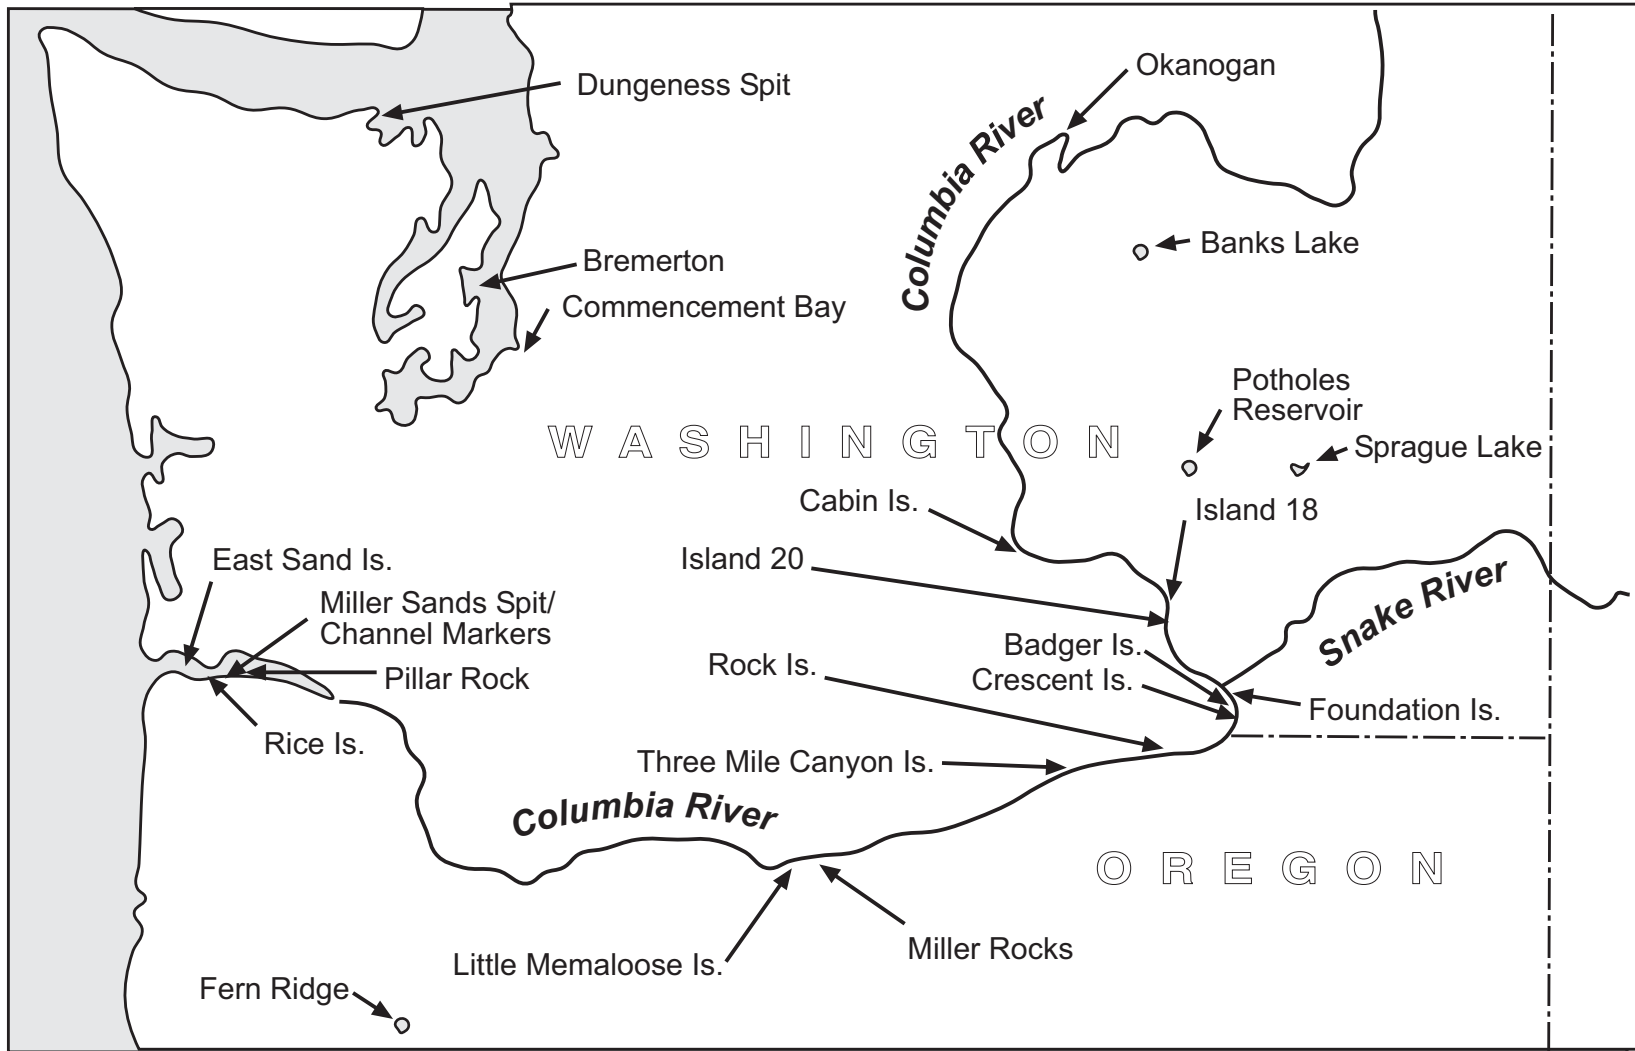 Okanogan
Dungeness Spit
Columbia River
Banks Lake
Bremerton
Commencement Bay
Potholes
Reservoir
WASHINGTON
Sprague Lake
Cabin Is.
Island 18
East Sand Is.
Island 20
Miller Sands Spit/
Channel Markers
Snake River
Badger Is.
Rock Is.
Crescent Is.
Pillar Rock
Foundation Is.
Rice Is.
Three Mile Canyon Is.
Columbia River
OREGON
Miller Rocks
Little Memaloose Is.
Fern Ridge